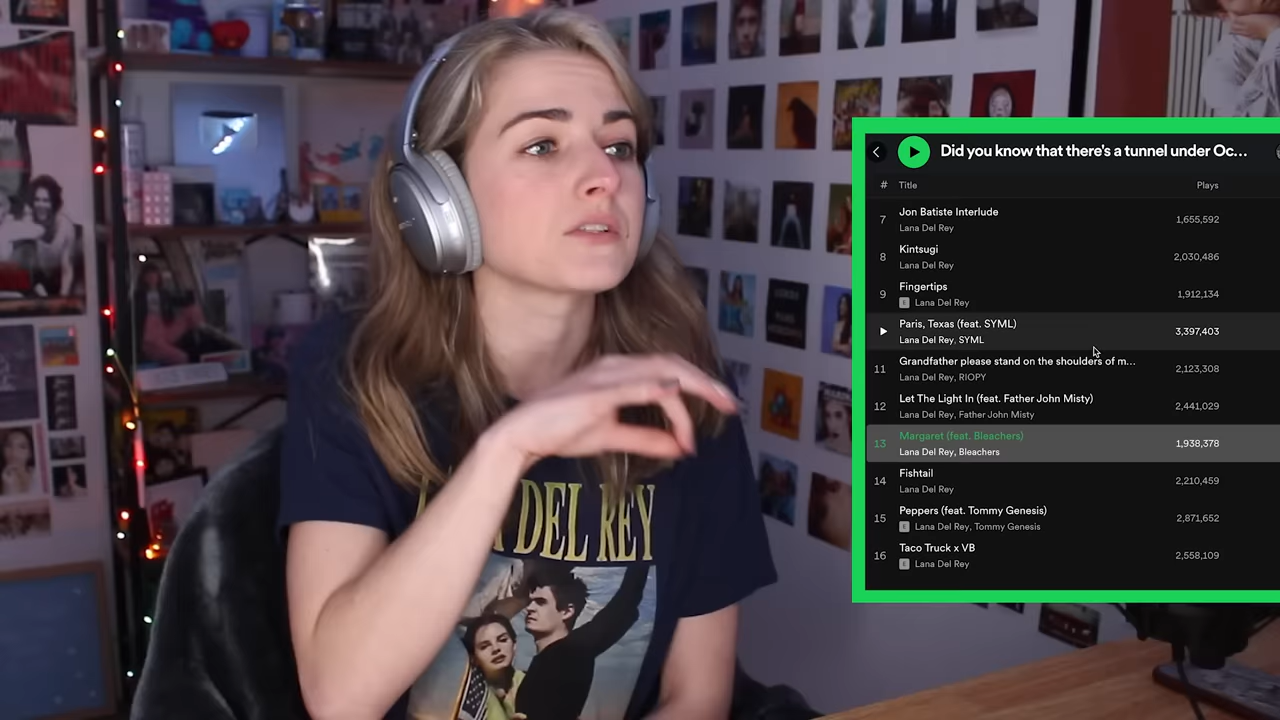 Did you know that there's a tunnel under Oc...
# Title Plays
7 Jon Batiste Interlude 1,655,592
Lana Del Rey
8 Kintsugi 2,030,486
Lana Del Rey
9 Fingertips 1,912,134
E Lana Del Rey
Paris, Texas (feat. SYML) 3,397,403
Lana Del Rey, SYML
11 Grandfather please stand on the shoulders of m... 2,123,308
Lana Del Rey, RIOPY
12 Let The Light In (feat. Father John Misty) 2,441,029
Lana Del Rey, Father John Misty
13 Margaret (feat. Bleachers) 1,938,378
Lana Del Rey, Bleachers
14 Fishtail 2,210,459
Lana Del Rey
15 Peppers (feat. Tommy Genesis) 2,871,652
E Lana Del Rey, Tommy Genesis
16 Taco Truck x VB 2,558,109
E Lana Del Rey
DEL REY